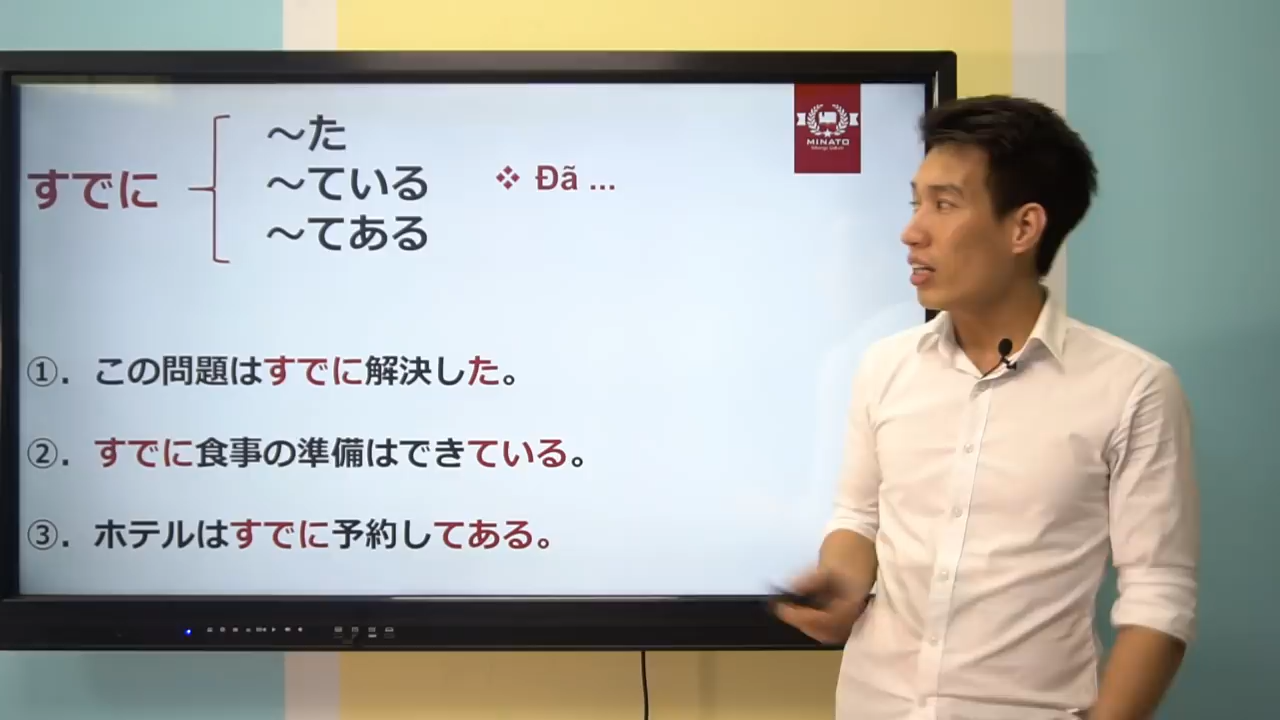 ～た
すでに
～ている
❖ Đã ...
～てある
MINATO
①．この問題はすでに解決した。
②．すでに食事の準備はできている。
③．ホテルはすでに予約してある。